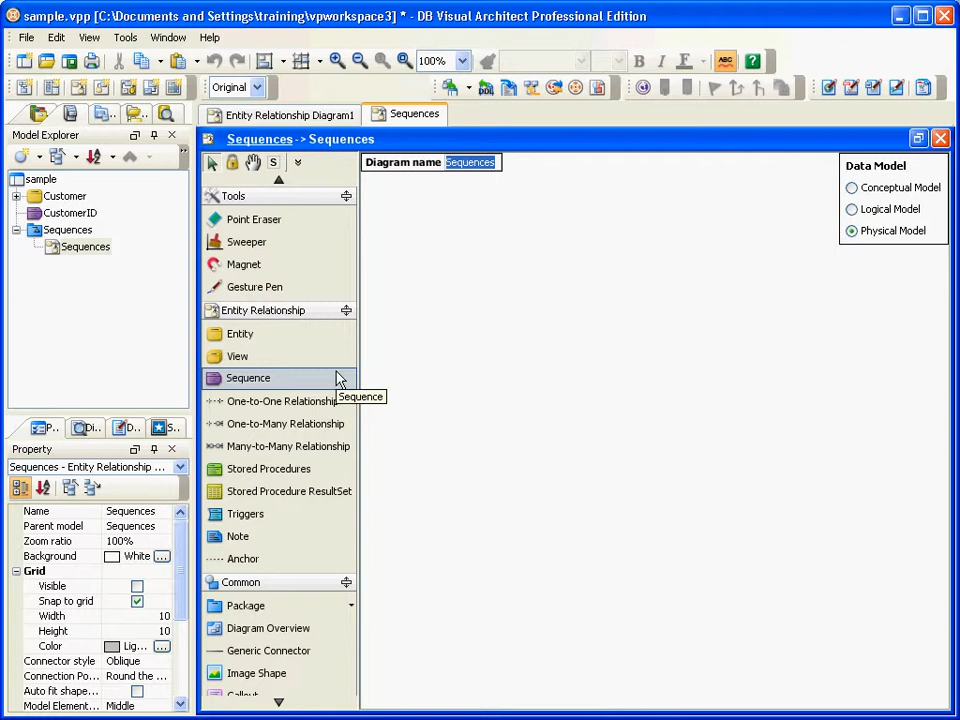 sample.vpp [C:\Documents and Settings\training\vpworkspace3] * - DB Visual Architect Professional Edition
File Edit View Tools Window Help
100%
B I F ABC ?
Original
Entity Relationship Diagram1 Sequences
Model Explorer
Sequences -> Sequences
sample
Customer
CustomerID
Sequences
Sequences
S
Diagram name Sequences
Data Model
Conceptual Model
Logical Model
Physical Model
Tools
Point Eraser
Sweeper
Magnet
Gesture Pen
Entity Relationship
Entity
View
Sequence
Sequence
One-to-One Relationship
One-to-Many Relationship
Many-to-Many Relationship
Stored Procedures
Stored Procedure ResultSet
Triggers
Note
Anchor
Common
Package
Diagram Overview
Generic Connector
Image Shape
Callout
P.. Di.. D.. S..
Property
Sequences - Entity Relationship ...
Name Sequences
Parent model Sequences
Zoom ratio 100%
Background White ...
Grid
Visible
Snap to grid
Width 10
Height 10
Color Lig... ...
Connector style Oblique
Connection Po... Round the ...
Auto fit shape...
Model Element... Middle